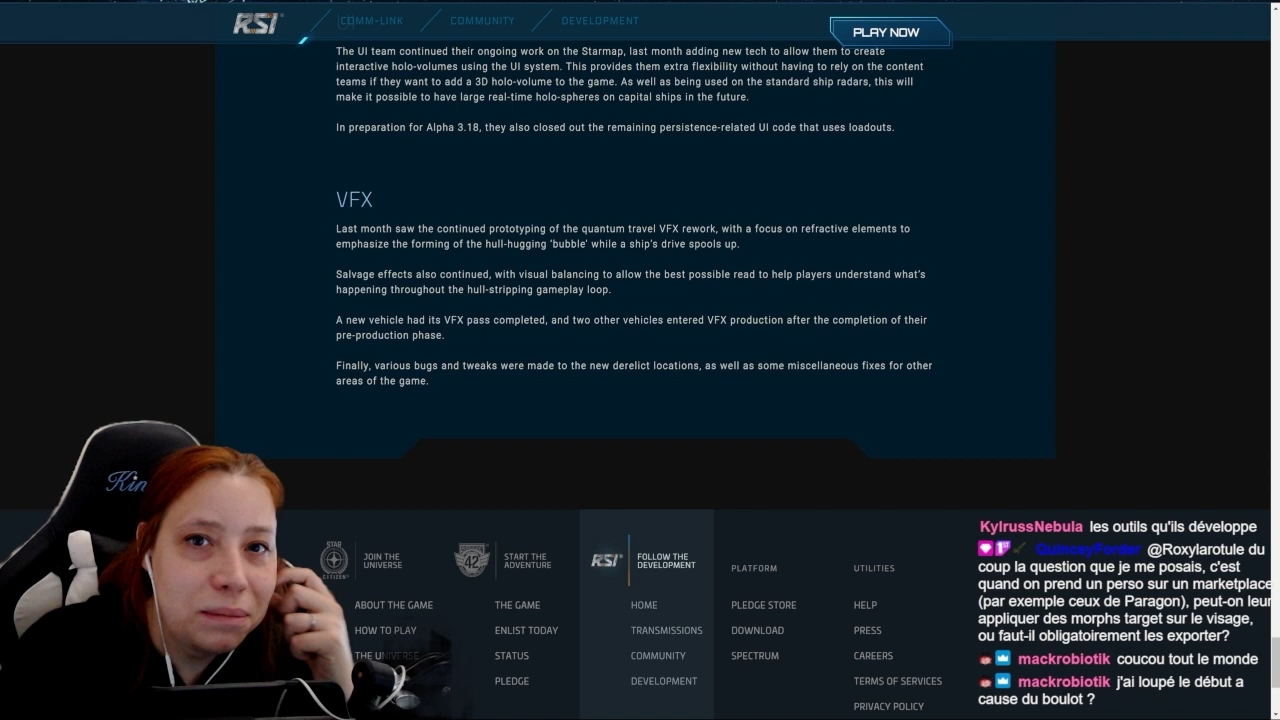 RSI
COMM-LINK
COMMUNITY
DEVELOPMENT
PLAY NOW
The UI team continued their ongoing work on the Starmap, last month adding new tech to allow them to create
interactive holo-volumes using the UI system. This provides them extra flexibility without having to rely on the content
teams if they want to add a 3D holo-volume to the game. As well as being used on the standard ship radars, this will
make it possible to have large real-time holo-spheres on capital ships in the future.
In preparation for Alpha 3.18, they also closed out the remaining persistence-related UI code that uses loadouts.
VFX
Last month saw the continued prototyping of the quantum travel VFX rework, with a focus on refractive elements to
emphasize the forming of the hull-hugging ‘bubble’ while a ship’s drive spools up.
Salvage effects also continued, with visual balancing to allow the best possible read to help players understand what’s
happening throughout the hull-stripping gameplay loop.
A new vehicle had its VFX pass completed, and two other vehicles entered VFX production after the completion of their
pre-production phase.
Finally, various bugs and tweaks were made to the new derelict locations, as well as some miscellaneous fixes for other
areas of the game.
STAR
CITIZEN
JOIN THE
UNIVERSE
ABOUT THE GAME
HOW TO PLAY
THE UNIVERSE
42
START THE
ADVENTURE
THE GAME
ENLIST TODAY
STATUS
PLEDGE
RSI
FOLLOW THE
DEVELOPMENT
HOME
TRANSMISSIONS
COMMUNITY
DEVELOPMENT
PLATFORM
PLEDGE STORE
DOWNLOAD
SPECTRUM
UTILITIES
HELP
PRESS
CAREERS
TERMS OF SERVICES
PRIVACY POLICY
KylrussNebula les outils qu'ils développe
QuinceyForder @Roxylarotule du
coup la question que je me posais, c'est
quand on prend un perso sur un marketplace
(par exemple ceux de Paragon), peut-on leur
appliquer des morphs target sur le visage,
ou faut-il obligatoirement les exporter?
mackrobiotik coucou tout le monde
mackrobiotik j'ai loupé le début a
cause du boulot ?